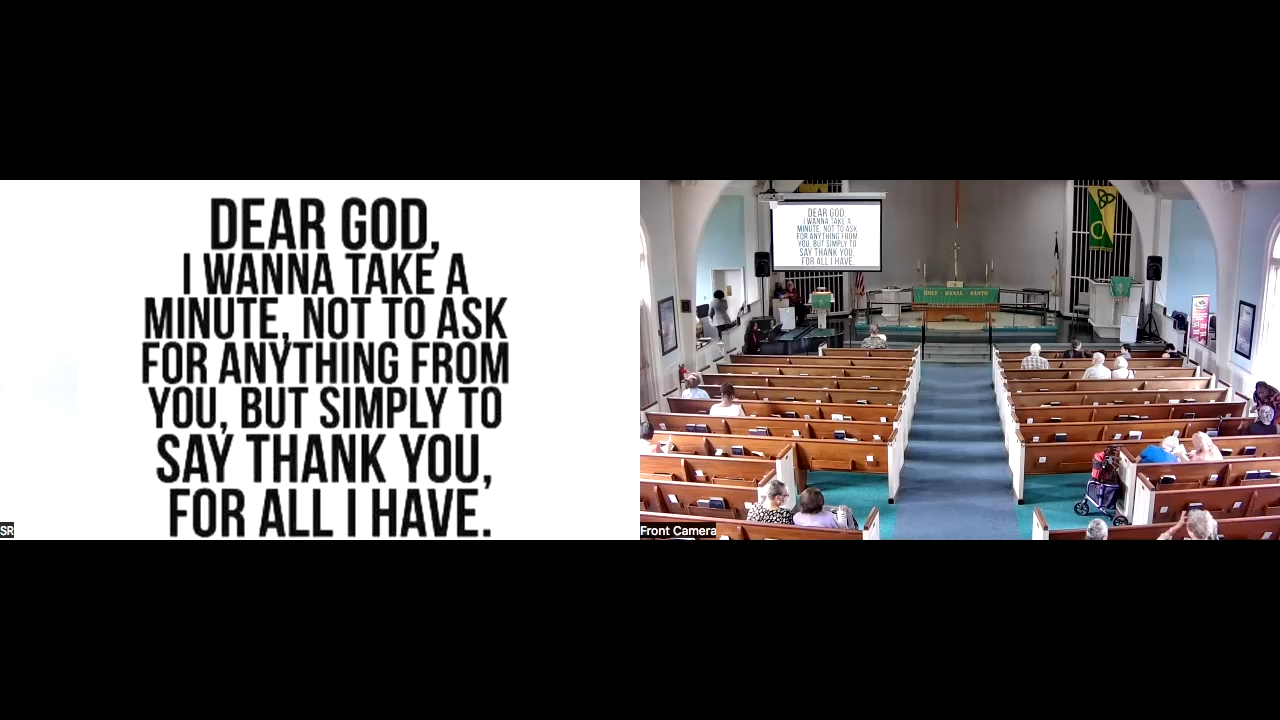 DEAR GOD,
I WANNA TAKE A
MINUTE, NOT TO ASK
FOR ANYTHING FROM
YOU, BUT SIMPLY TO
SAY THANK YOU,
FOR ALL I HAVE.
SR
DEAR GOD,
I WANNA TAKE A
MINUTE, NOT TO ASK
FOR ANYTHING FROM
YOU, BUT SIMPLY TO
SAY THANK YOU,
FOR ALL I HAVE.
HOLY · DANAL · SANTO
Front Camera